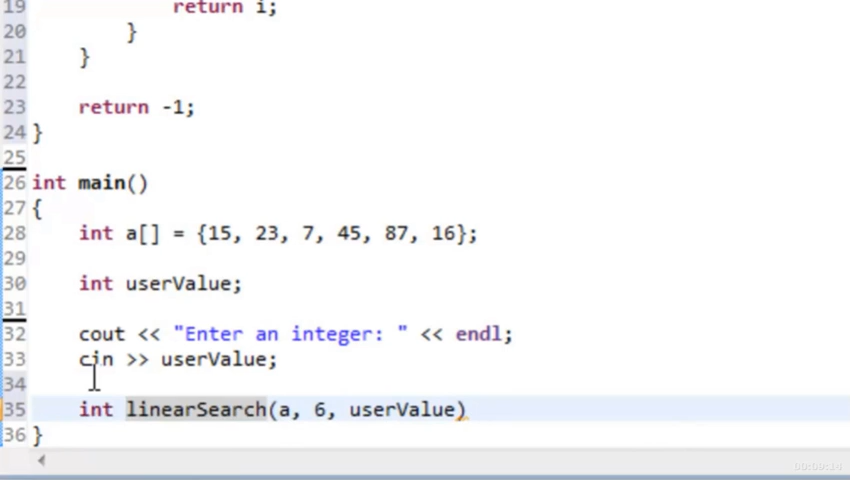 19 return i;
20 }
21 }
22
23 return -1;
24 }
25
26 int main()
27 {
28 int a[] = {15, 23, 7, 45, 87, 16};
29
30 int userValue;
31
32 cout << "Enter an integer: " << endl;
33 cin >> userValue;
34
35 int linearSearch(a, 6, userValue)
36 }